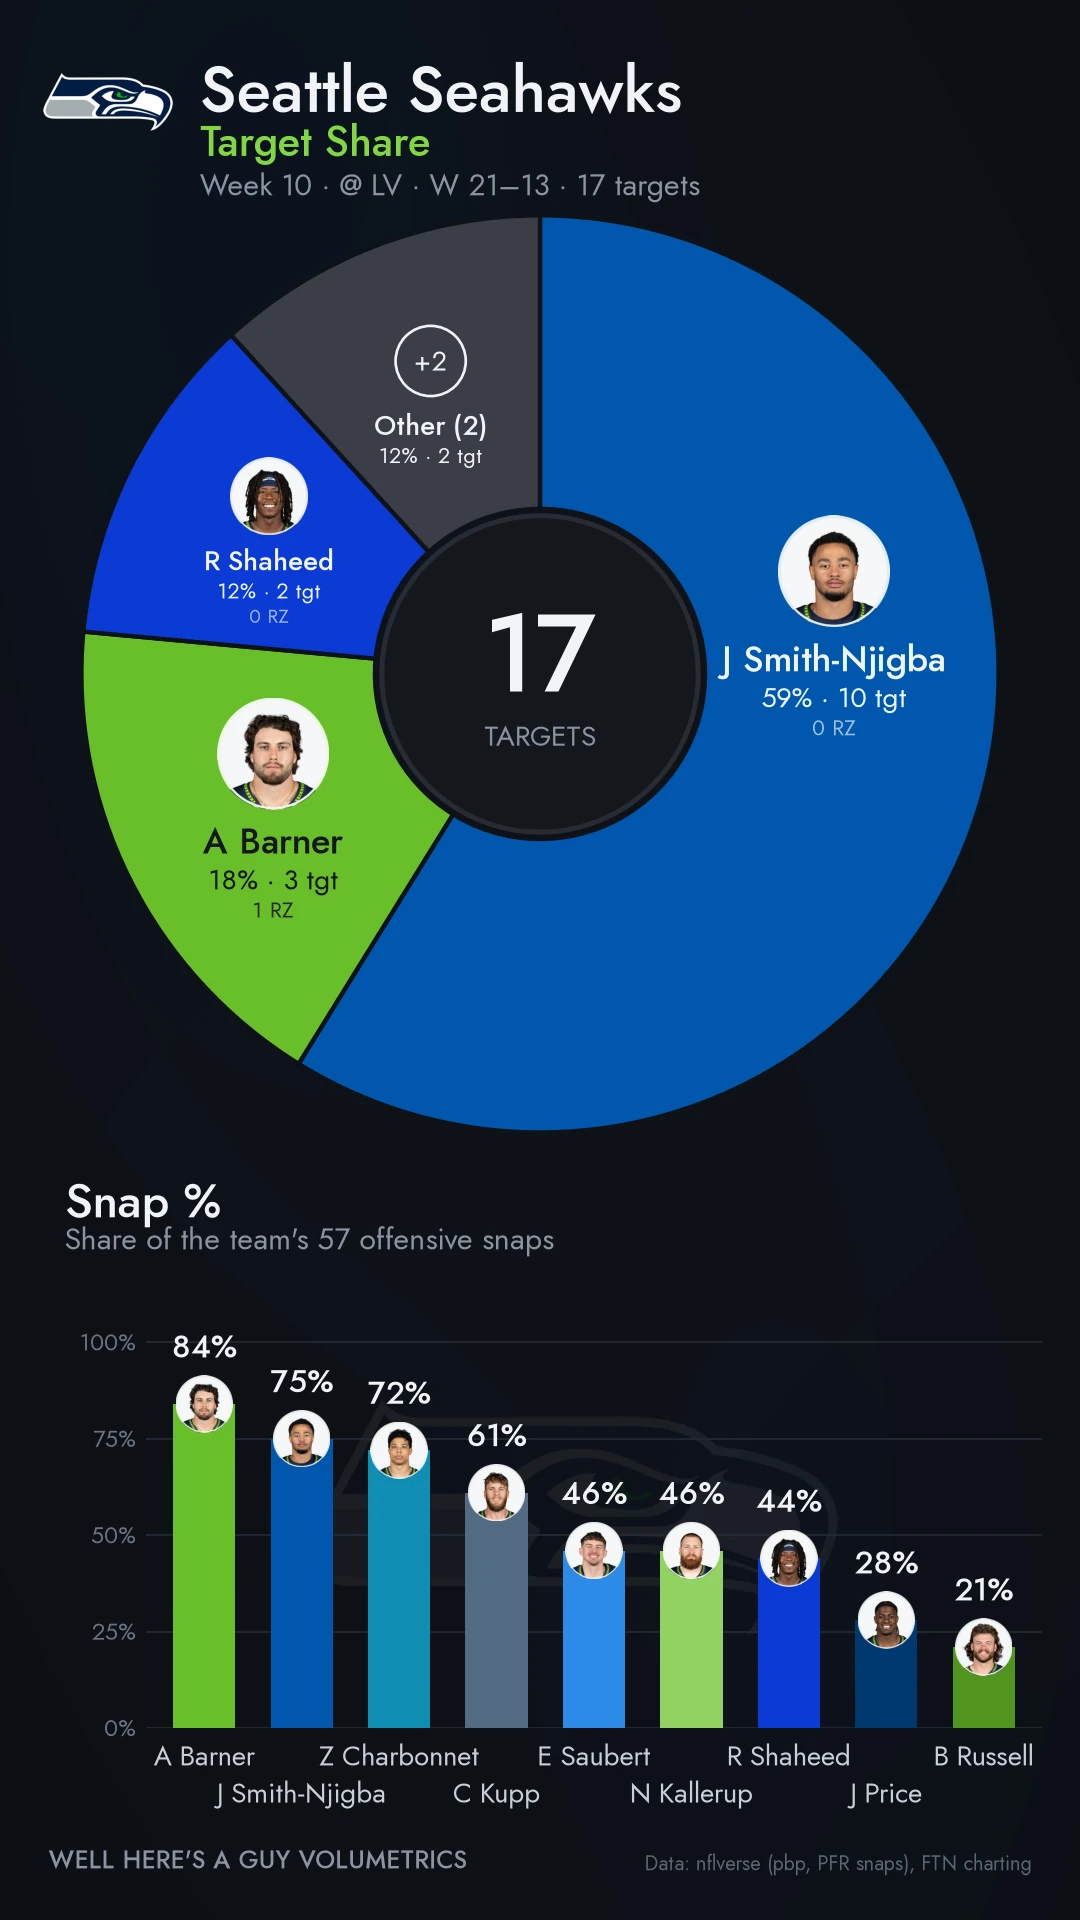 Seattle Seahawks
Target Share
Week 10 · @ LV · W 21–13 · 17 targets
+2
Other (2)
12% · 2 tgt
R Shaheed
12% · 2 tgt
0 RZ
J Smith-Njigba
59% · 10 tgt
0 RZ
17
TARGETS
A Barner
18% · 3 tgt
1 RZ
Snap %
Share of the team's 57 offensive snaps
100%
75%
50%
25%
0%
84%
75%
72%
61%
46%
46%
44%
28%
21%
A Barner
J Smith-Njigba
Z Charbonnet
C Kupp
E Saubert
N Kallerup
R Shaheed
J Price
B Russell
WELL HERE'S A GUY VOLUMETRICS
Data: nflverse (pbp, PFR snaps), FTN charting